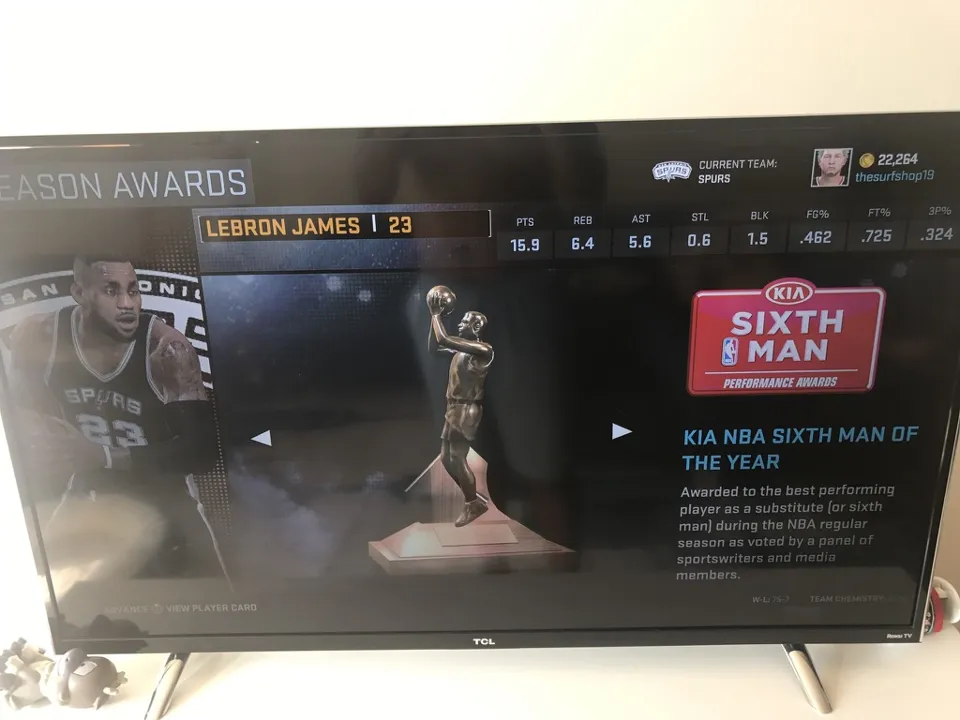 EASON AWARDS
SPURS
CURRENT TEAM:
SPURS
22,264
thesurfshop19
LEBRON JAMES | 23
PTS REB AST STL BLK FG% FT% 3P%
15.9 6.4 5.6 0.6 1.5 .462 .725 .324
SAN
ONI
SPURS
23
KIA
SIXTH
MAN
PERFORMANCE AWARDS
KIA NBA SIXTH MAN OF
THE YEAR
Awarded to the best performing
player as a substitute (or sixth
man) during the NBA regular
season as voted by a panel of
sportswriters and media
members.
ADVANCE VIEW PLAYER CARD
W-L: TEAM CHEMISTRY
TCL
Roku TV